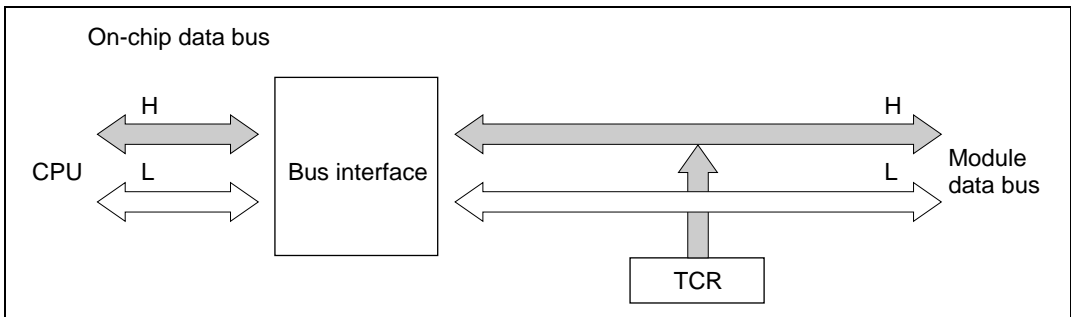 On-chip data bus
H
H
CPU
L
Bus interface
L
Module
data bus
TCR